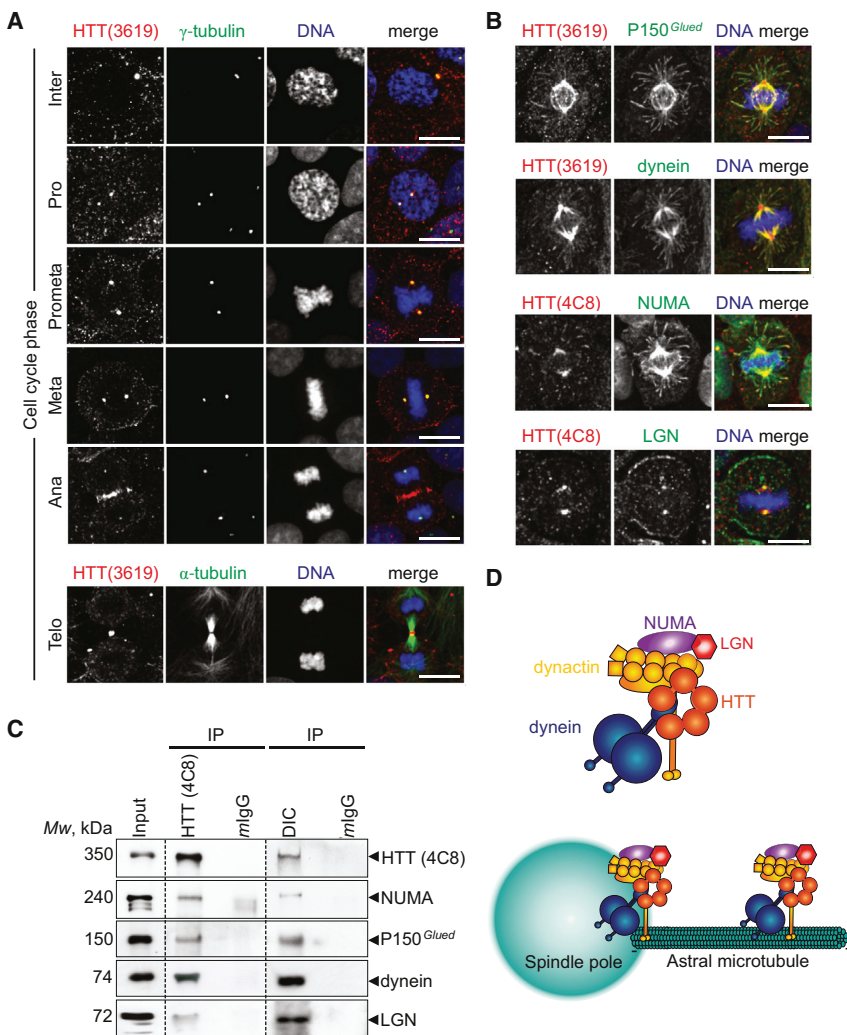 A
HTT(3619) γ-tubulin DNA merge
Inter
Pro
Prometa
Meta
Ana
Cell cycle phase
HTT(3619) α-tubulin DNA merge
Telo
B
HTT(3619) P150Glued DNA merge
HTT(3619) dynein DNA merge
HTT(4C8) NUMA DNA merge
HTT(4C8) LGN DNA merge
C
IP IP
Mw, kDa Input HTT (4C8) mIgG DIC mIgG
350 HTT (4C8)
240 NUMA
150 P150Glued
74 dynein
72 LGN
D
NUMA
LGN
dynactin
HTT
dynein
Spindle pole Astral microtubule